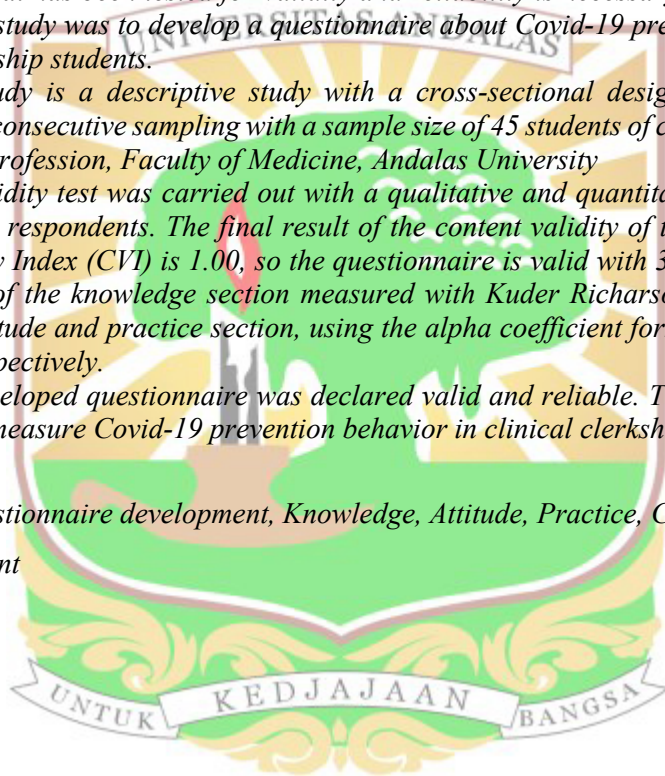 study was to develop a questionnaire about Covid-19 pre
UNIVERSITAS ANDALAS
ship students.
udy is a descriptive study with a cross-sectional desig
consecutive sampling with a sample size of 45 students of c
rofession, Faculty of Medicine, Andalas University
idity test was carried out with a qualitative and quantita
respondents. The final result of the content validity of t
y Index (CVI) is 1.00, so the questionnaire is valid with 3
of the knowledge section measured with Kuder Richarso
tude and practice section, using the alpha coefficient for
pectively.
eloped questionnaire was declared valid and reliable. T
measure Covid-19 prevention behavior in clinical clerksh
stionnaire development, Knowledge, Attitude, Practice, C
nt
UNTUK KEDJAJAAN BANGSA